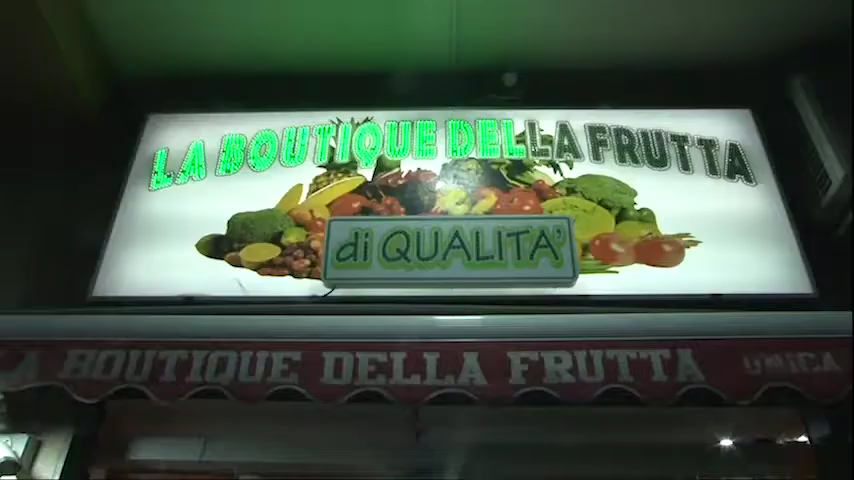 LA BOUTIQUE DELLA FRUTTA
di QUALITA'
LA BOUTIQUE DELLA FRUTTA UNICA